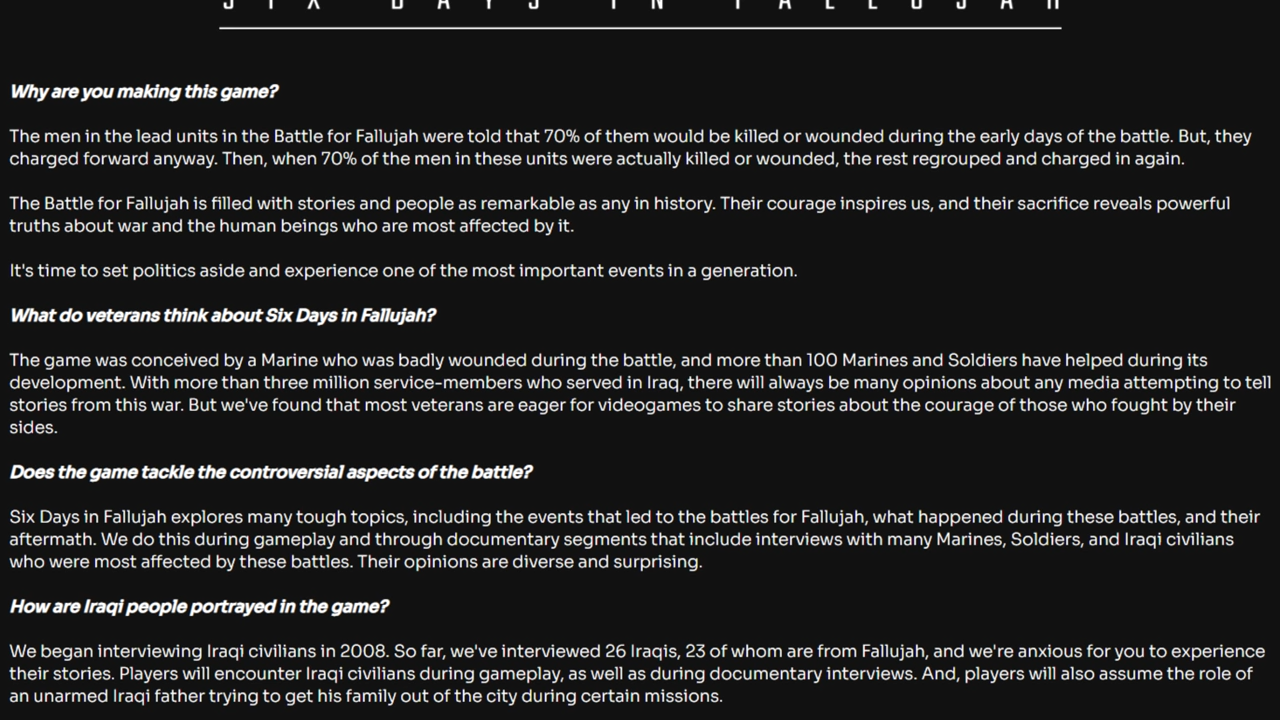 SIX DAYS IN FALLUJAH
Why are you making this game?
The men in the lead units in the Battle for Fallujah were told that 70% of them would be killed or wounded during the early days of the battle. But, they
charged forward anyway. Then, when 70% of the men in these units were actually killed or wounded, the rest regrouped and charged in again.
The Battle for Fallujah is filled with stories and people as remarkable as any in history. Their courage inspires us, and their sacrifice reveals powerful
truths about war and the human beings who are most affected by it.
It's time to set politics aside and experience one of the most important events in a generation.
What do veterans think about Six Days in Fallujah?
The game was conceived by a Marine who was badly wounded during the battle, and more than 100 Marines and Soldiers have helped during its
development. With more than three million service-members who served in Iraq, there will always be many opinions about any media attempting to tell
stories from this war. But we've found that most veterans are eager for videogames to share stories about the courage of those who fought by their
sides.
Does the game tackle the controversial aspects of the battle?
Six Days in Fallujah explores many tough topics, including the events that led to the battles for Fallujah, what happened during these battles, and their
aftermath. We do this during gameplay and through documentary segments that include interviews with many Marines, Soldiers, and Iraqi civilians
who were most affected by these battles. Their opinions are diverse and surprising.
How are Iraqi people portrayed in the game?
We began interviewing Iraqi civilians in 2008. So far, we've interviewed 26 Iraqis, 23 of whom are from Fallujah, and we're anxious for you to experience
their stories. Players will encounter Iraqi civilians during gameplay, as well as during documentary interviews. And, players will also assume the role of
an unarmed Iraqi father trying to get his family out of the city during certain missions.